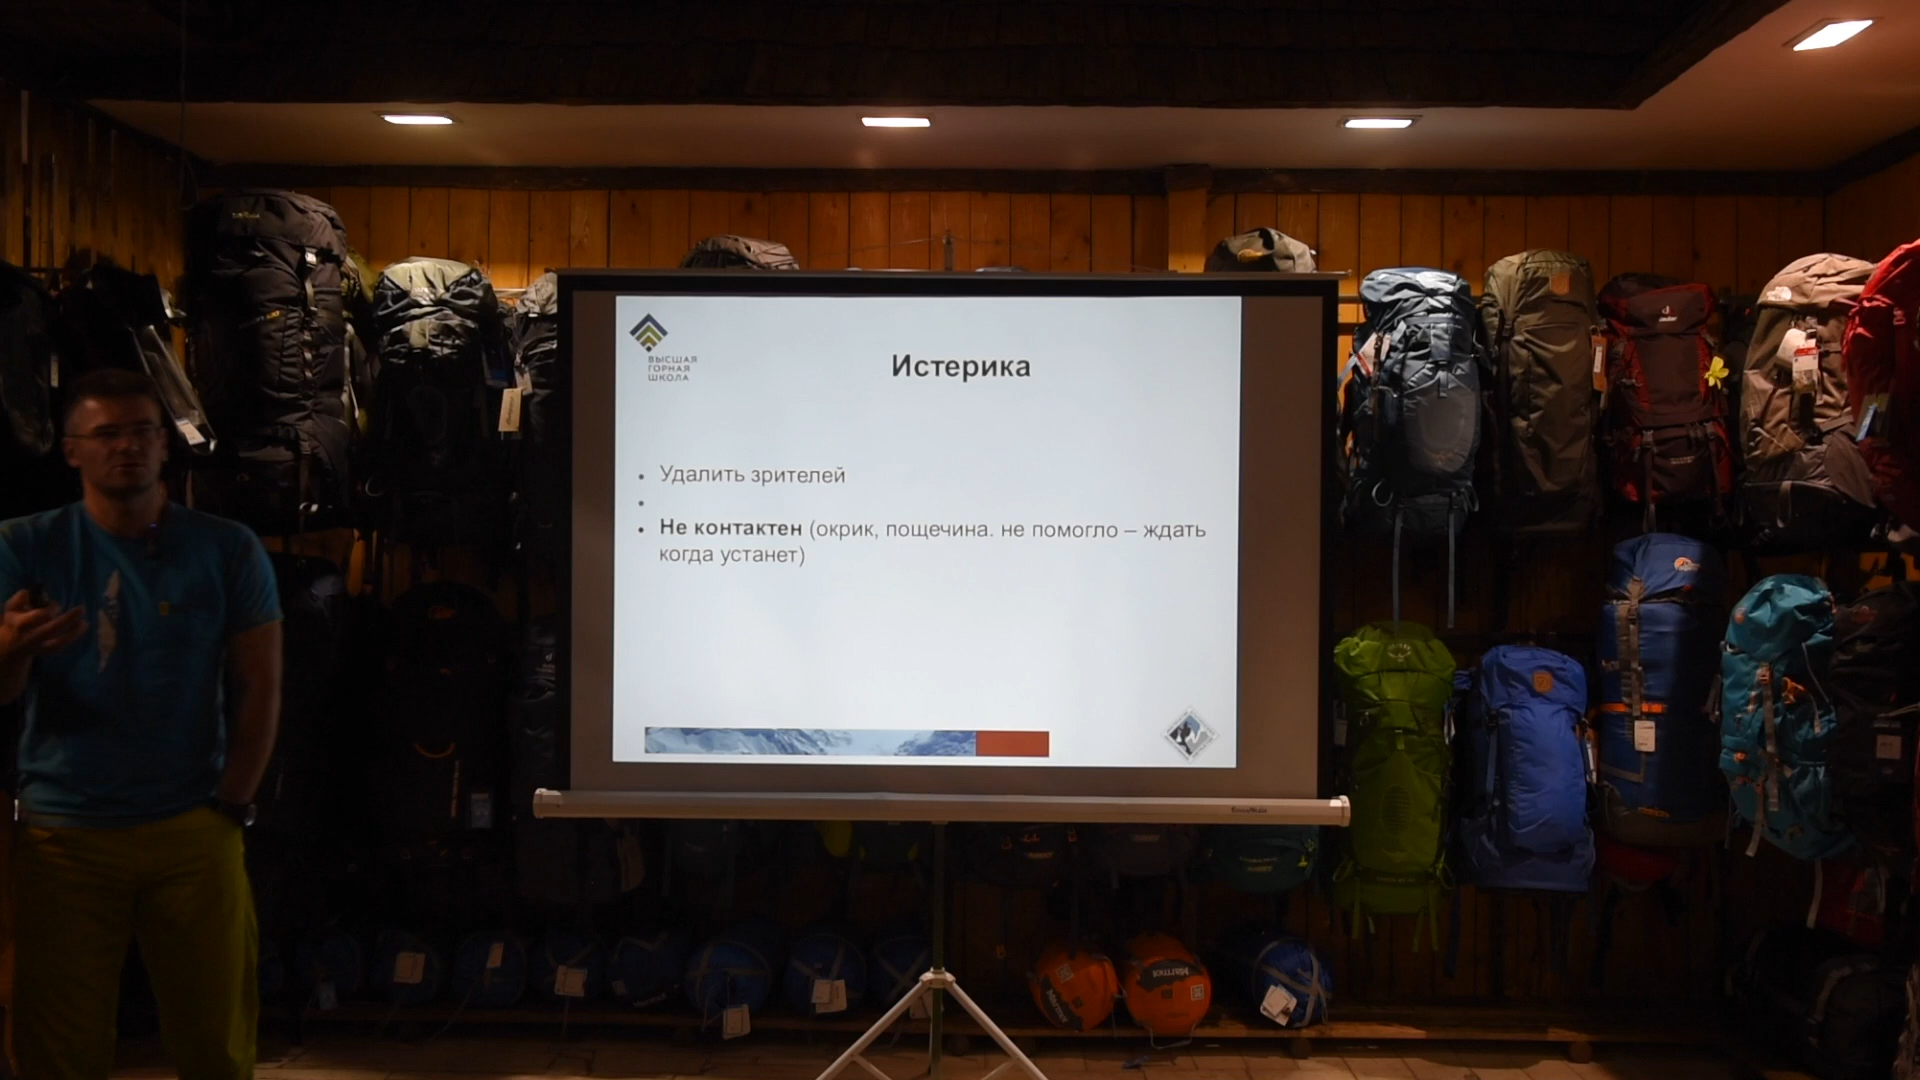 ВЫСШАЯ
ГОРНАЯ
ШКОЛА
Истерика
• Удалить зрителей
•
• Не контактен (окрик, пощечина. не помогло – ждать
когда устанет)